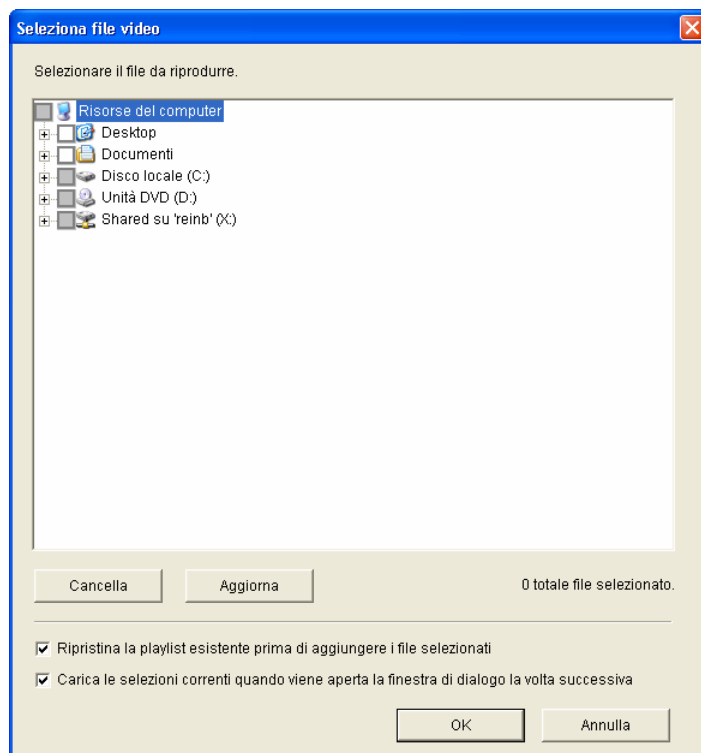 Seleziona file video
Selezionare il file da riprodurre.
Risorse del computer
Desktop
Documenti
Disco locale (C:)
Unità DVD (D:)
Shared su 'reinb' (X:)
Cancella
Aggiorna
0 totale file selezionato.
Ripristina la playlist esistente prima di aggiungere i file selezionati
Carica le selezioni correnti quando viene aperta la finestra di dialogo la volta successiva
OK
Annulla